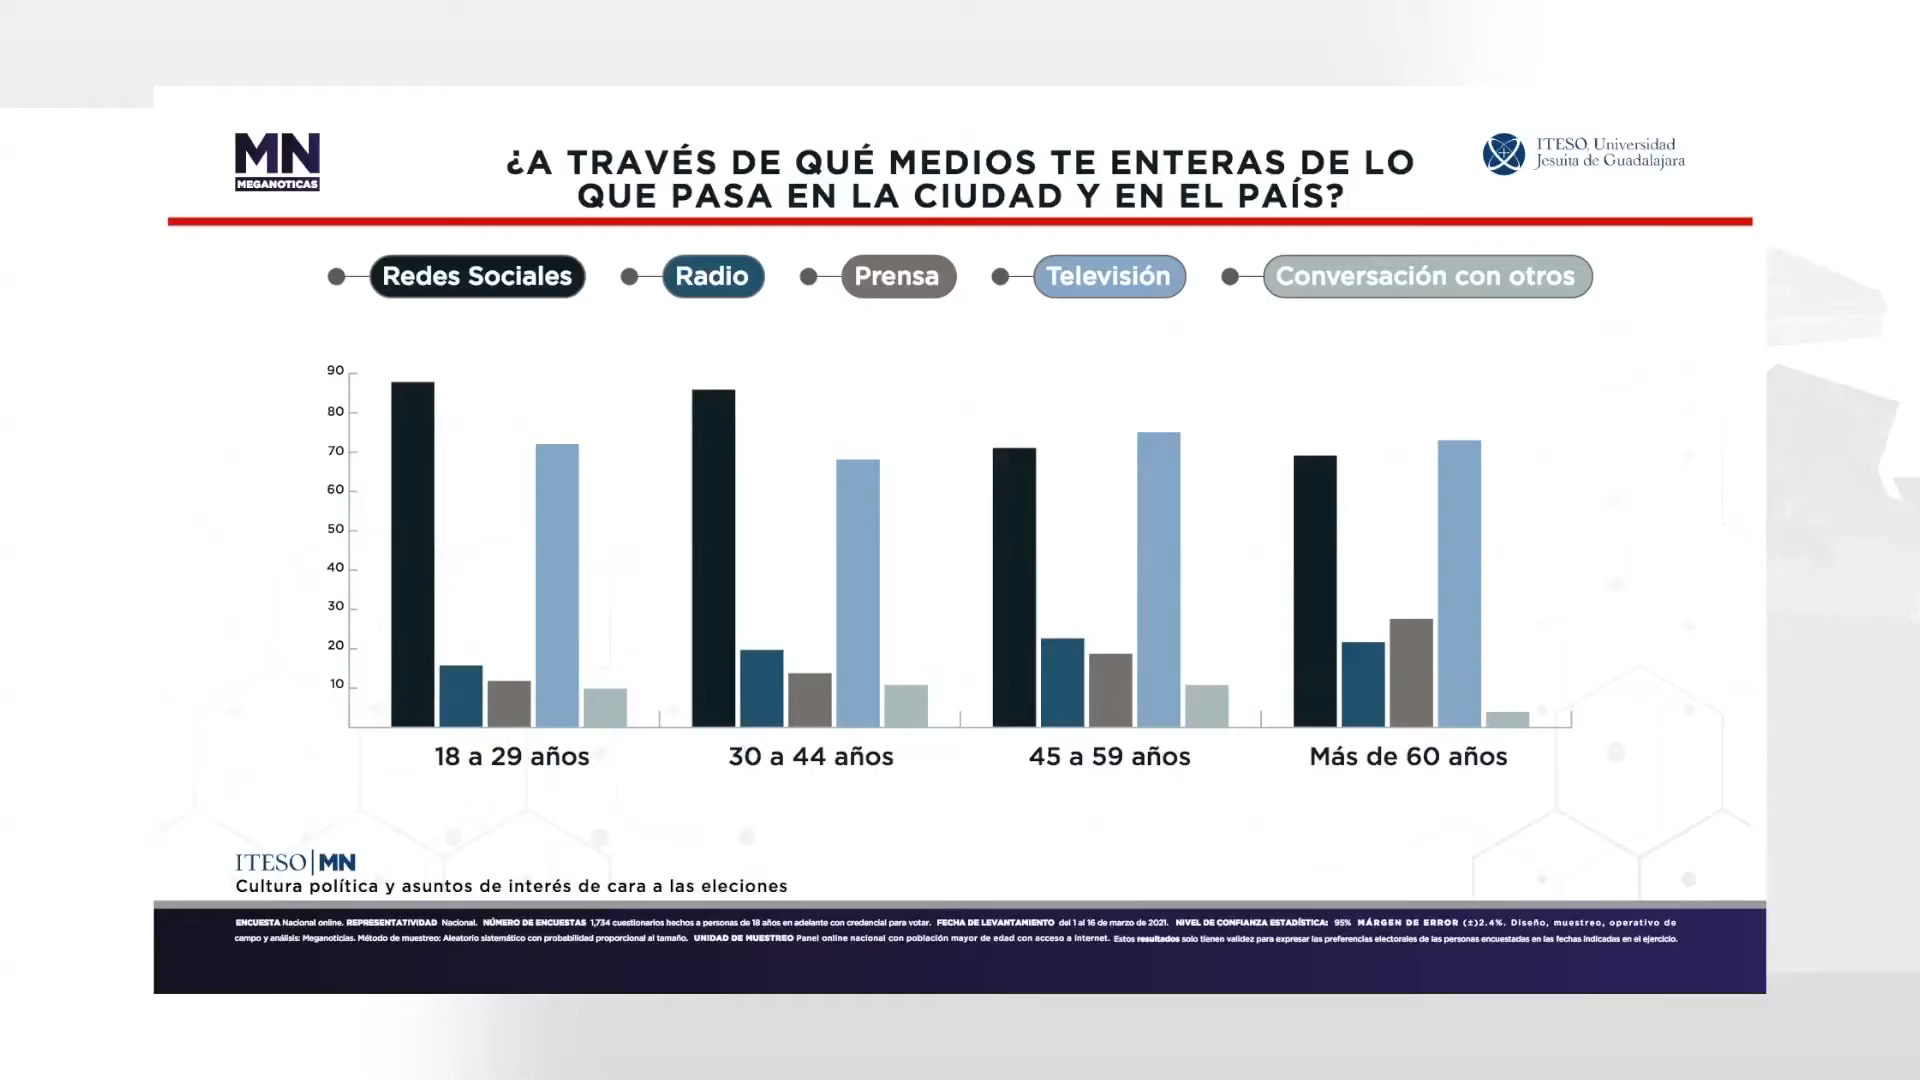 MN
MEGANOTICAS
¿A TRAVÉS DE QUÉ MEDIOS TE ENTERAS DE LO
QUE PASA EN LA CIUDAD Y EN EL PAÍS?
ITESO, Universidad
Jesuita de Guadalajara
Redes Sociales Radio Prensa Televisión Conversación con otros
90
80
70
60
50
40
30
20
10
18 a 29 años 30 a 44 años 45 a 59 años Más de 60 años
ITESO|MN
Cultura política y asuntos de interés de cara a las eleciones
ENCUESTA Nacional online. REPRESENTATIVIDAD Nacional. NÚMERO DE ENCUESTAS 1,734 cuestionarios hechos a personas de 18 años en adelante con credencial para votar. FECHA DE LEVANTAMIENTO del 1 al 16 de marzo de 2021. NIVEL DE CONFIANZA ESTADÍSTICA: 95% MÁRGEN DE ERROR (±)2.4%. Diseño, muestreo, operativo de
campo y análisis: Meganoticias. Método de muestreo: Aleatorio sistemático con probabilidad proporcional al tamaño. UNIDAD DE MUESTREO Panel online nacional con población mayor de edad con acceso a Internet. Estos resultados solo tienen validez para expresar las preferencias electorales de las personas encuestadas en las fechas indicadas en el ejercicio.